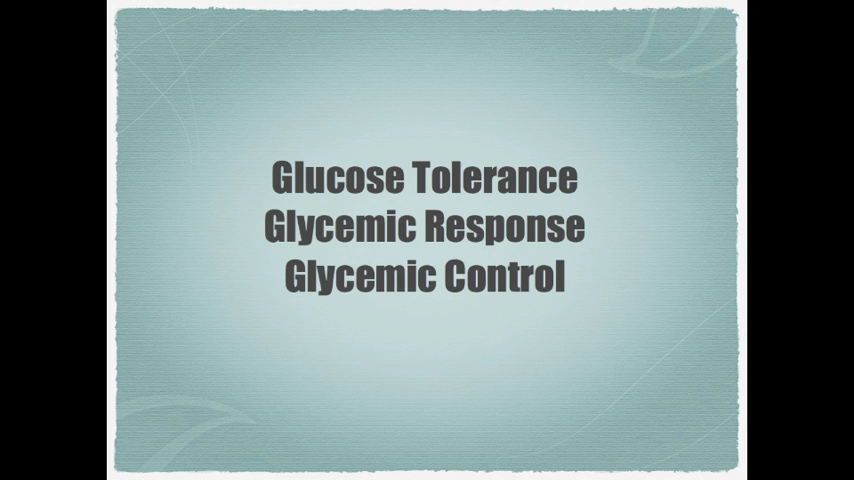 Glucose Tolerance
Glycemic Response
Glycemic Control